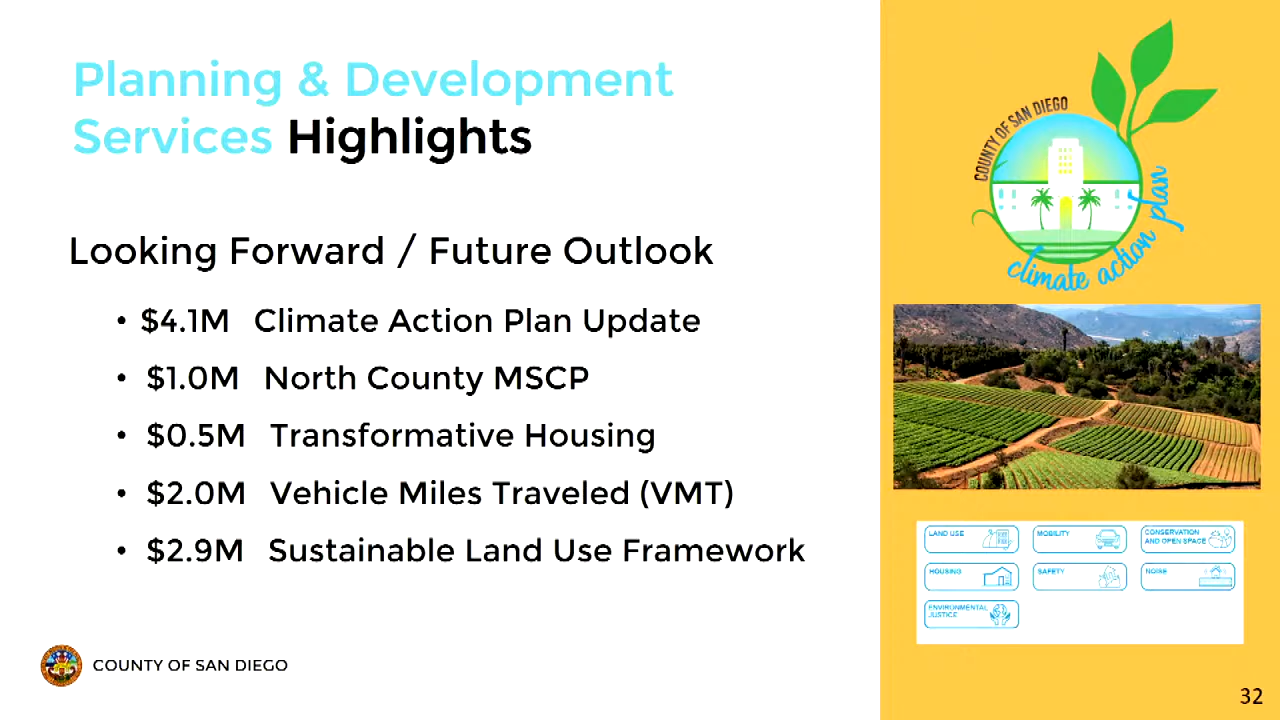 Planning & Development
Services Highlights
Looking Forward / Future Outlook
• $4.1M Climate Action Plan Update
• $1.0M North County MSCP
• $0.5M Transformative Housing
• $2.0M Vehicle Miles Traveled (VMT)
• $2.9M Sustainable Land Use Framework
COUNTY OF SAN DIEGO
COUNTY OF SAN DIEGO
climate action plan
LAND USE
MOBILITY
CONSERVATION
AND OPEN SPACE
HOUSING
SAFETY
NOISE
ENVIRONMENTAL
JUSTICE
32